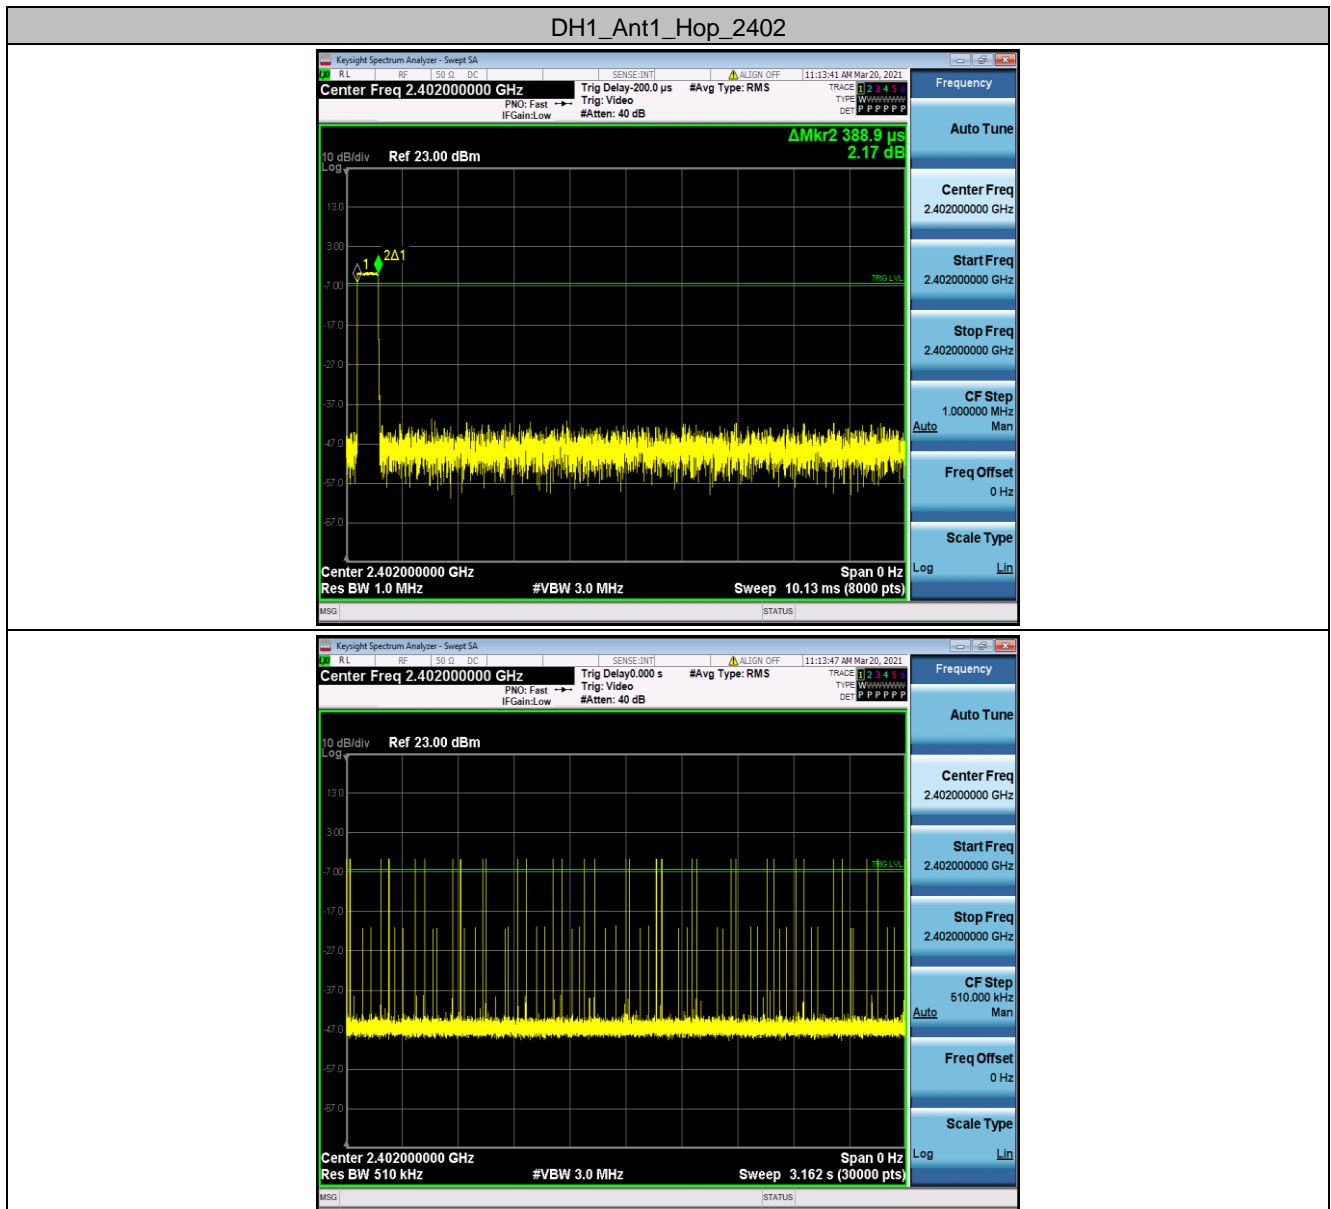 DH1_Ant1_Hop_2402
Keysight Spectrum Analyzer - Swept SA
RL RF 50 Ω DC SENSE:INT ALIGN OFF 11:13:41 AM Mar 20, 2021
Center Freq 2.402000000 GHz
PNO: Fast
IFGain:Low
Trig Delay-200.0 µs
Trig: Video
#Atten: 40 dB
#Avg Type: RMS
TRACE 1 2 3 4 5 6
TYPE W
DET P P P P P P
ΔMkr2 388.9 µs
2.17 dB
10 dB/div Ref 23.00 dBm
Log
13.0
3.00
-7.00
-17.0
-27.0
-37.0
-47.0
-57.0
-67.0
1
2Δ1
TRIG LVL
Center 2.402000000 GHz Span 0 Hz
Res BW 1.0 MHz #VBW 3.0 MHz Sweep 10.13 ms (8000 pts)
MSG STATUS
Frequency
Auto Tune
Center Freq
2.402000000 GHz
Start Freq
2.402000000 GHz
Stop Freq
2.402000000 GHz
CF Step
1.000000 MHz
Auto Man
Freq Offset
0 Hz
Scale Type
Log Lin
Keysight Spectrum Analyzer - Swept SA
RL RF 50 Ω DC SENSE:INT ALIGN OFF 11:13:47 AM Mar 20, 2021
Center Freq 2.402000000 GHz
PNO: Fast
IFGain:Low
Trig Delay0.000 s
Trig: Video
#Atten: 40 dB
#Avg Type: RMS
TRACE 1 2 3 4 5 6
TYPE W
DET P P P P P P
10 dB/div Ref 23.00 dBm
Log
13.0
3.00
-7.00
-17.0
-27.0
-37.0
-47.0
-57.0
-67.0
TRIG LVL
Center 2.402000000 GHz Span 0 Hz
Res BW 510 kHz #VBW 3.0 MHz Sweep 3.162 s (30000 pts)
MSG STATUS
Frequency
Auto Tune
Center Freq
2.402000000 GHz
Start Freq
2.402000000 GHz
Stop Freq
2.402000000 GHz
CF Step
510.000 kHz
Auto Man
Freq Offset
0 Hz
Scale Type
Log Lin